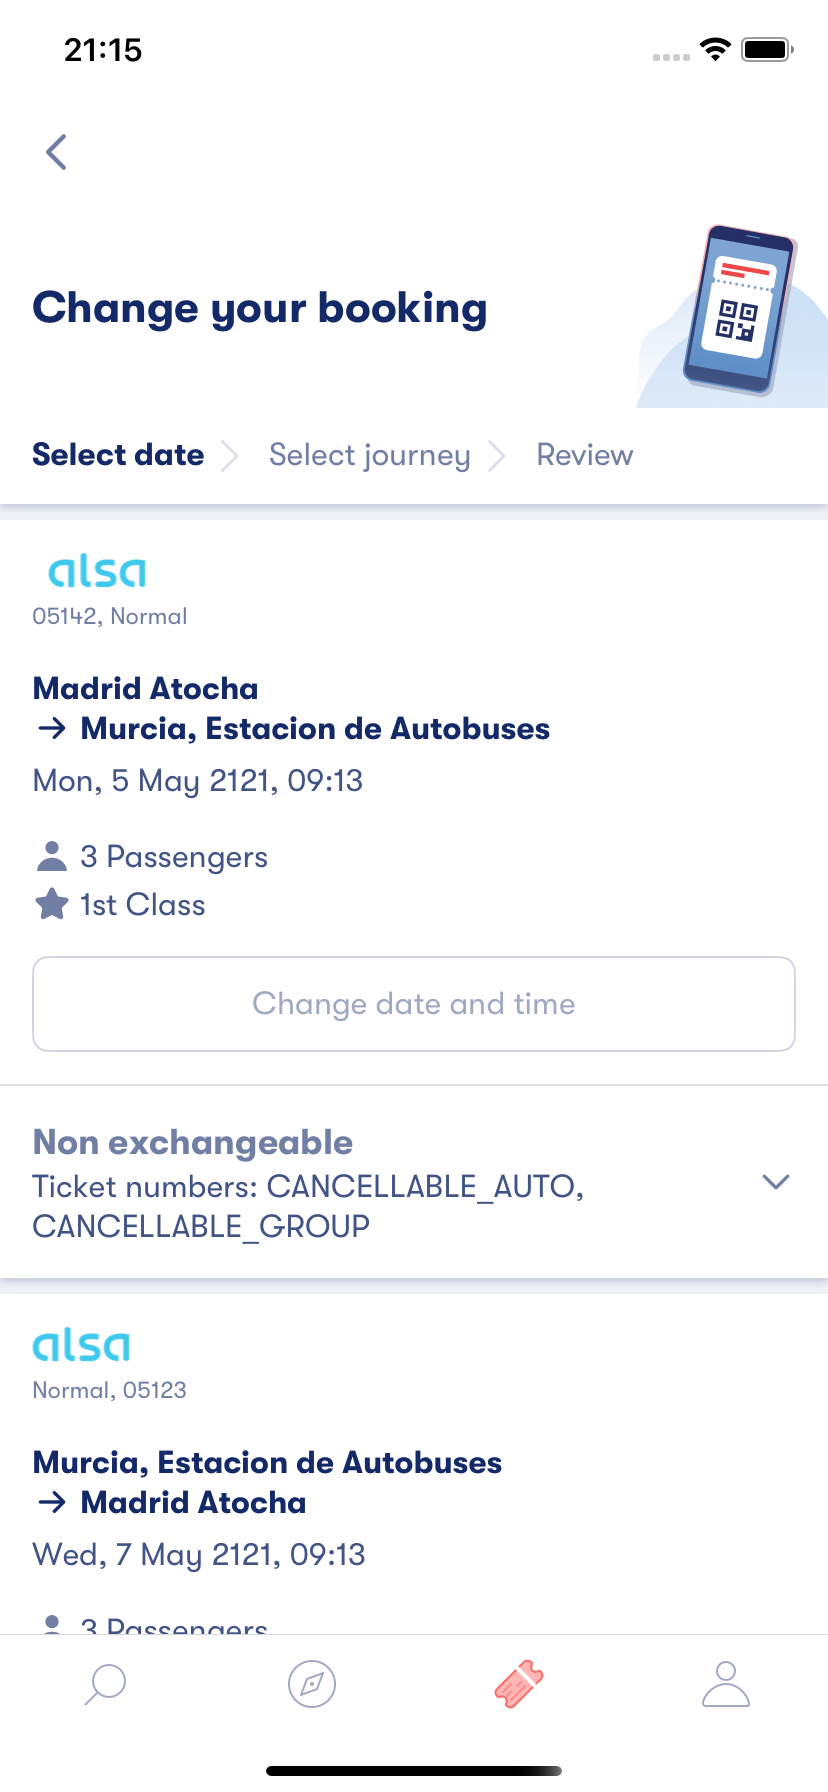 21:15
Change your booking
Select date
Select journey
Review
alsa
05142, Normal
Madrid Atocha
→ Murcia, Estacion de Autobuses
Mon, 5 May 2121, 09:13
3 Passengers
1st Class
Change date and time
Non exchangeable
Ticket numbers: CANCELLABLE_AUTO,
CANCELLABLE_GROUP
alsa
Normal, 05123
Murcia, Estacion de Autobuses
→ Madrid Atocha
Wed, 7 May 2121, 09:13
3 Passengers